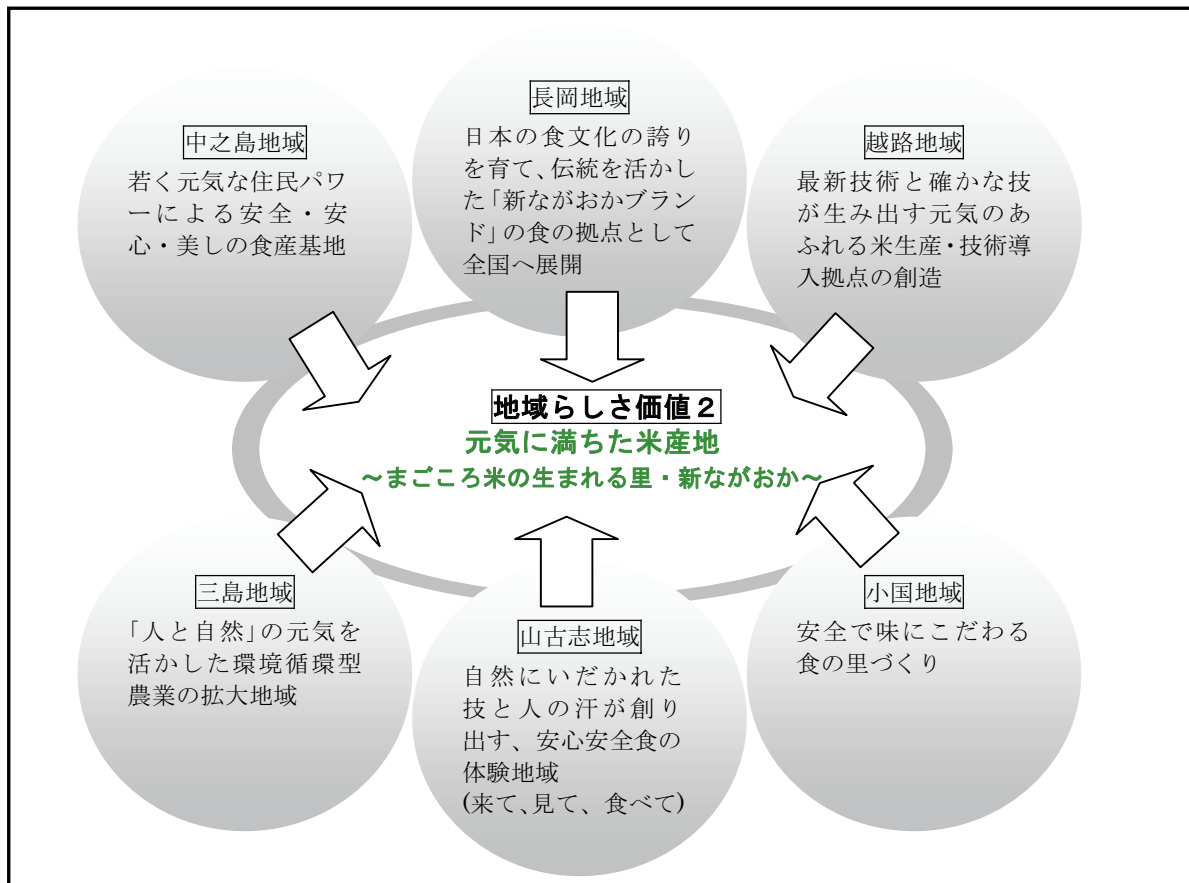 長岡地域
日本の食文化の誇り
を育て、伝統を活かし
た「新ながおかブラン
ド」の食の拠点として
全国へ展開
中之島地域
若く元気な住民パワ
ーによる安全・安
心・美しの食産基地
越路地域
最新技術と確かな技
が生み出す元気のあ
ふれる米生産・技術導
入拠点の創造
地域らしさ価値2
元気に満ちた米産地
～まごころ米の生まれる里・新ながおか～
三島地域
「人と自然」の元気を
活かした環境循環型
農業の拡大地域
山古志地域
自然にいだかれた
技と人の汗が創り
出す、安心安全食の
体験地域
(来て、見て、食べて)
小国地域
安全で味にこだわる
食の里づくり